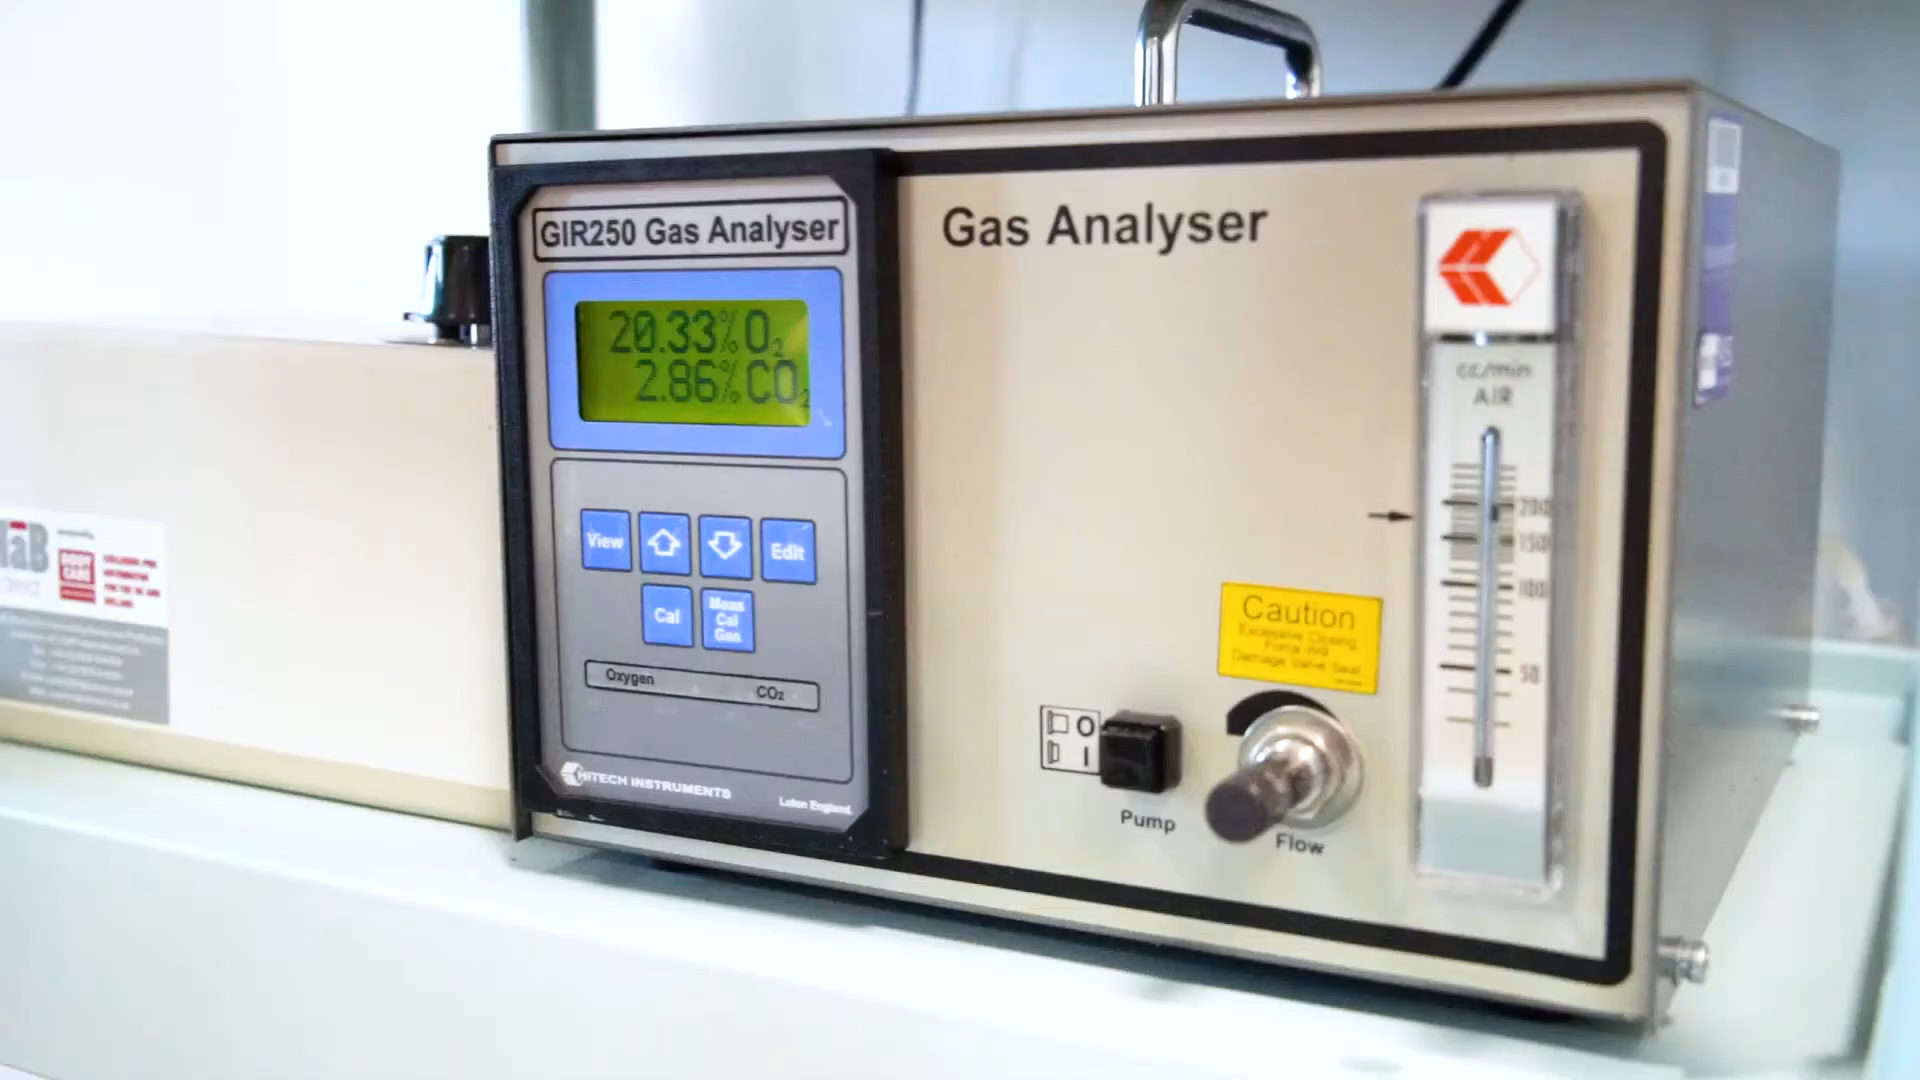 GIR250 Gas Analyser
20.33% O₂
2.86% CO₂
View
Edit
Cal
Meas
Cal
Gas
Oxygen
CO₂
HITECH INSTRUMENTS
Luton England.
Gas Analyser
cc/min
AIR
200
150
100
50
Caution
Excessive Closing
Force Will
Damage Valve Seat
O
I
Pump
Flow